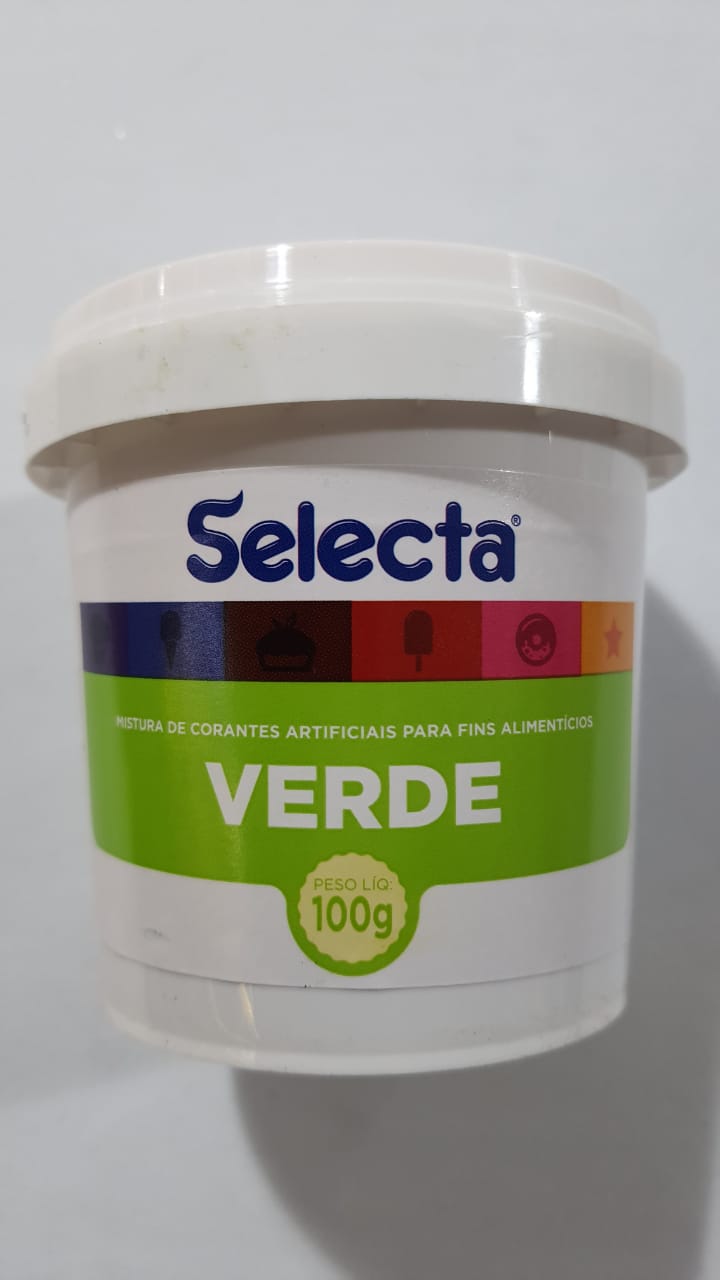 Selecta®
MISTURA DE CORANTES ARTIFICIAIS PARA FINS ALIMENTÍCIOS
VERDE
PESO LÍQ:
100g